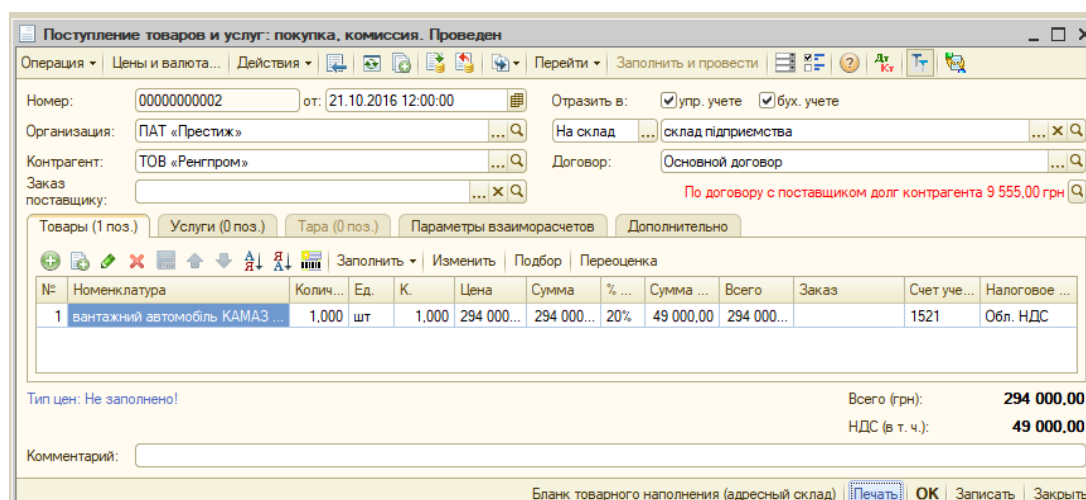 Поступление товаров и услуг: покупка, комиссия. Проведен
Операция Цены и валюта... Действия Перейти Заполнить и провести
Номер: 00000000002 от: 21.10.2016 12:00:00 Отразить в: упр. учете бух. учете
Организация: ПАТ «Престиж» ... На склад ... склад підприємства ...
Контрагент: ТОВ «Ренгпром» ... Договор: Основной договор ...
Заказ поставщику: ... По договору с поставщиком долг контрагента 9 555,00 грн
Товары (1 поз.) Услуги (0 поз.) Тара (0 поз.) Параметры взаиморасчетов Дополнительно
Заполнить Изменить Подбор Переоценка
№ Номенклатура Колич... Ед. К. Цена Сумма % ... Сумма ... Всего Заказ Счет уче... Налоговое ...
1 вантажний автомобіль КАМАЗ ... 1,000 шт 1,000 294 000... 294 000... 20% 49 000,00 294 000... 1521 Обл. НДС
Тип цен: Не заполнено! Всего (грн): 294 000,00
НДС (в т. ч.): 49 000,00
Комментарий:
Бланк товарного наполнения (адресный склад) Печать OK Записать Закрыть